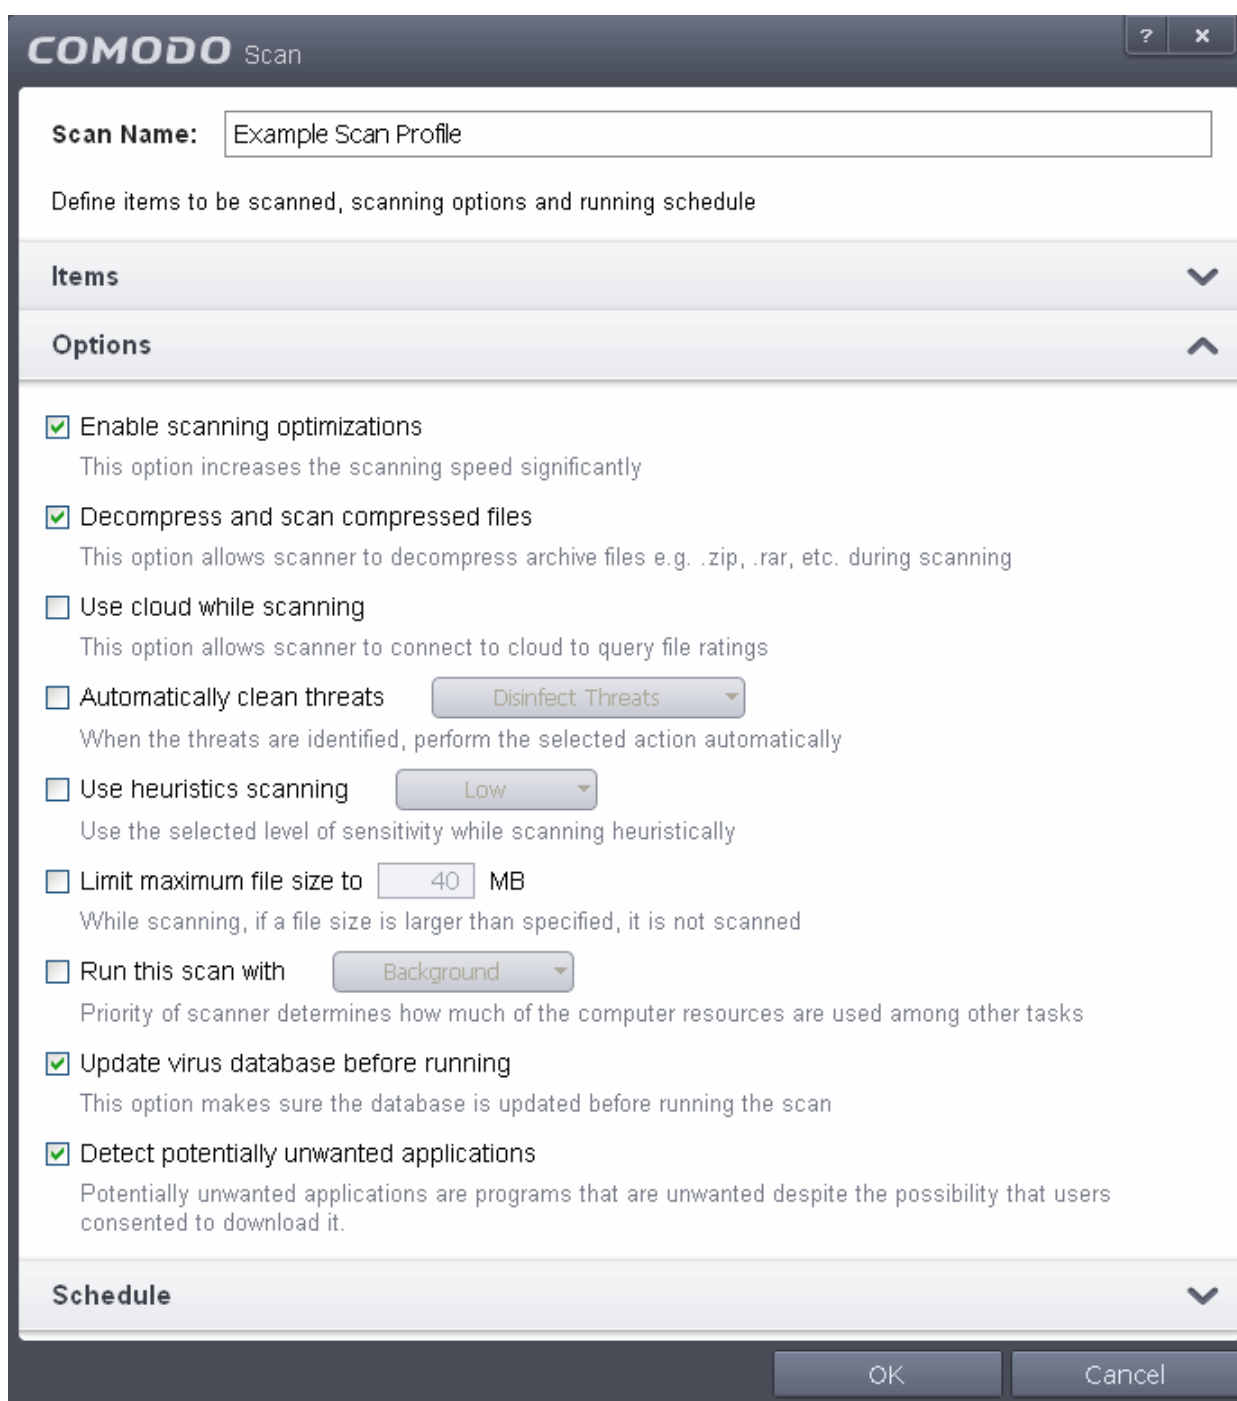 COMODO Scan
? x
Scan Name: Example Scan Profile
Define items to be scanned, scanning options and running schedule
Items
Options
Enable scanning optimizations
This option increases the scanning speed significantly
Decompress and scan compressed files
This option allows scanner to decompress archive files e.g. .zip, .rar, etc. during scanning
Use cloud while scanning
This option allows scanner to connect to cloud to query file ratings
Automatically clean threats Disinfect Threats
When the threats are identified, perform the selected action automatically
Use heuristics scanning Low
Use the selected level of sensitivity while scanning heuristically
Limit maximum file size to 40 MB
While scanning, if a file size is larger than specified, it is not scanned
Run this scan with Background
Priority of scanner determines how much of the computer resources are used among other tasks
Update virus database before running
This option makes sure the database is updated before running the scan
Detect potentially unwanted applications
Potentially unwanted applications are programs that are unwanted despite the possibility that users
consented to download it.
Schedule
OK Cancel